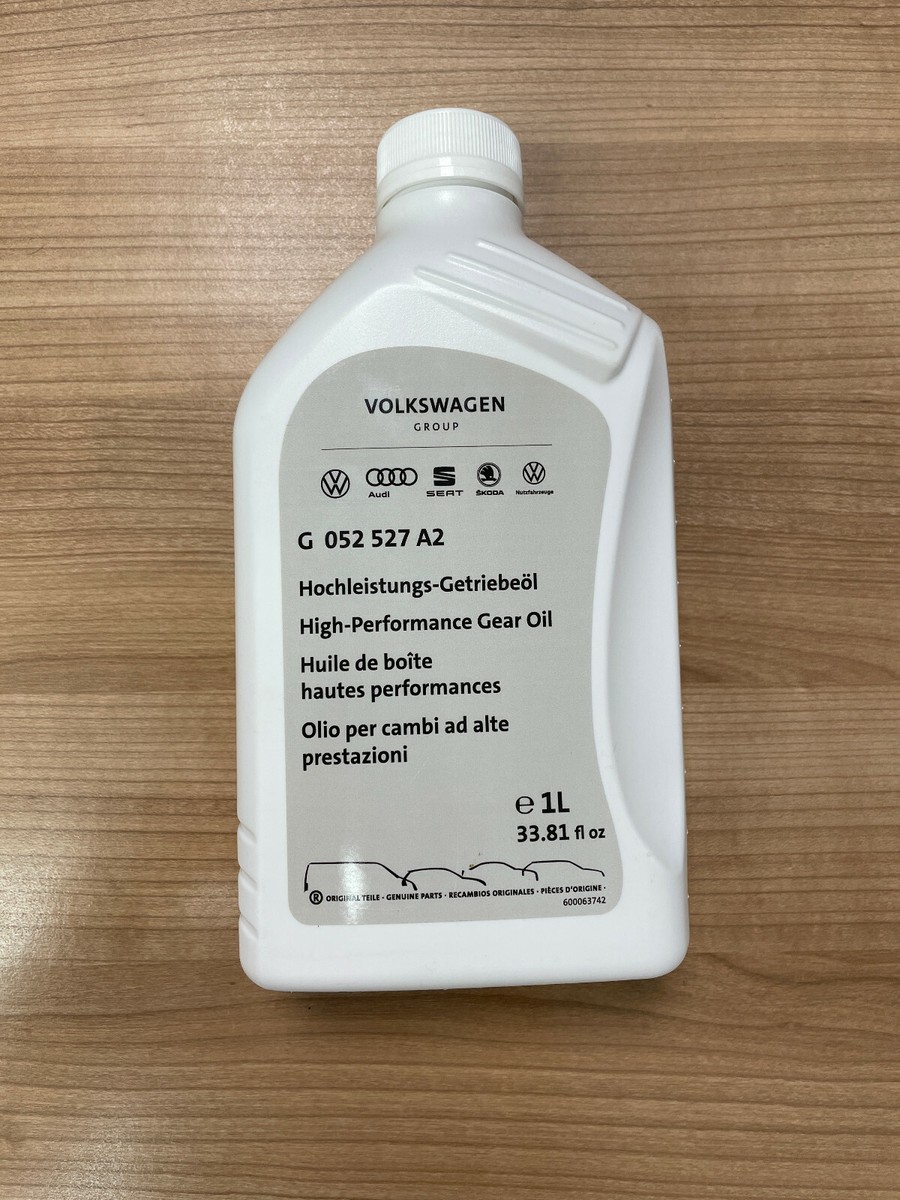 VOLKSWAGEN
GROUP
Audi SEAT ŠKODA Nutzfahrzeuge
G 052 527 A2
Hochleistungs-Getriebeöl
High-Performance Gear Oil
Huile de boîte
hautes performances
Olio per cambi ad alte
prestazioni
℮ 1L
33.81 fl oz
® ORIGINAL TEILE · GENUINE PARTS · RECAMBIOS ORIGINALES · PIÈCES D'ORIGINE ·
600063742